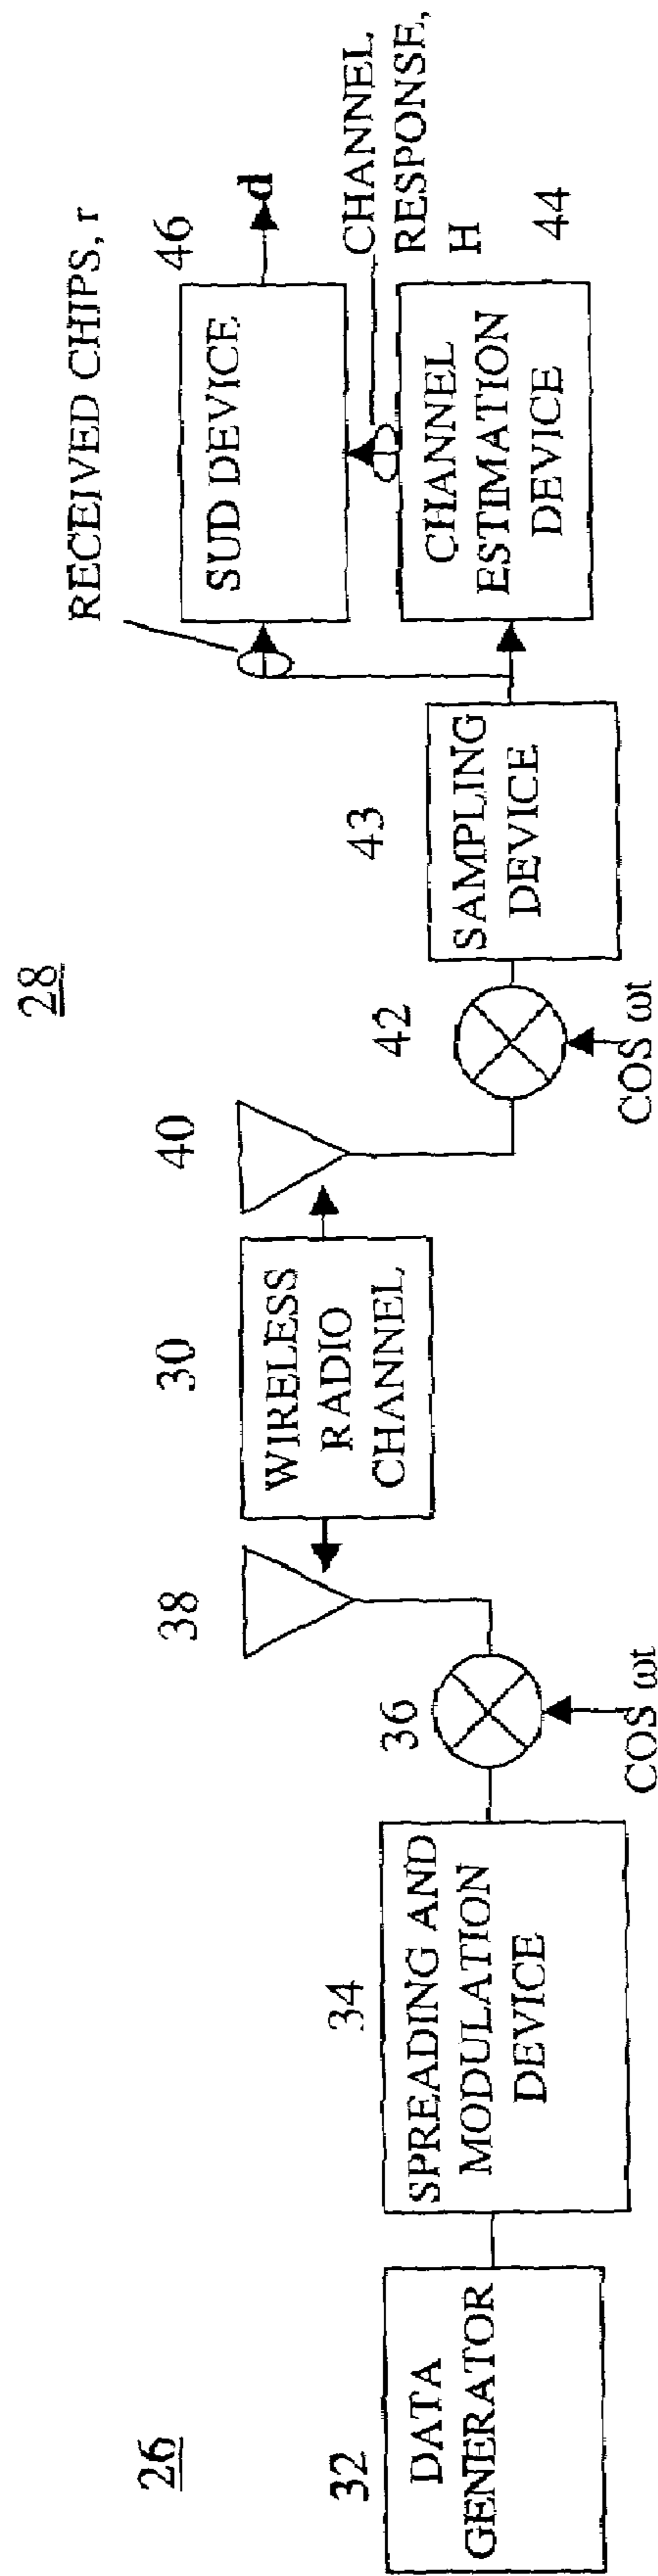 26
28
32
DATA
GENERATOR
34
SPREADING AND
MODULATION
DEVICE
36
COS ωt
38
30
WIRELESS
RADIO
CHANNEL
40
42
COS ωt
43
SAMPLING
DEVICE
RECEIVED CHIPS, r
46
SUD DEVICE
d
CHANNEL
RESPONSE,
H
44
CHANNEL
ESTIMATION
DEVICE